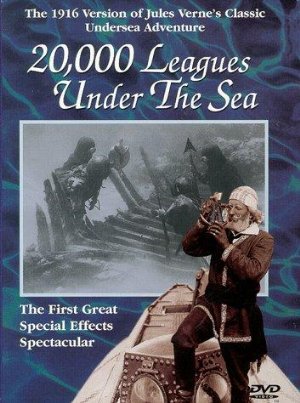 The 1916 Version of Jules Verne's Classic
Undersea Adventure
20,000 Leagues
Under The Sea
The First Great
Special Effects
Spectacular
DVD
VIDEO